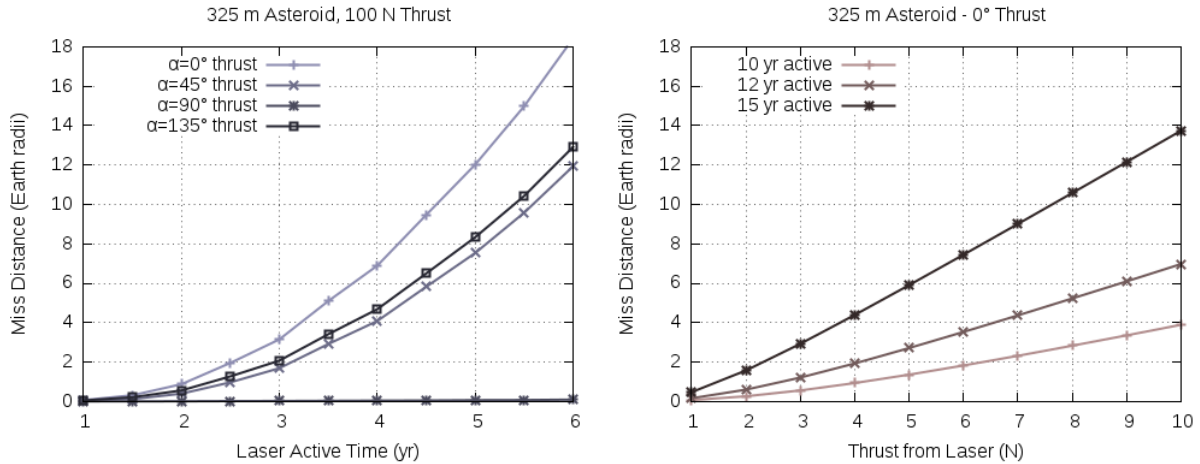 325 m Asteroid, 100 N Thrust
Miss Distance (Earth radii)
18
16
14
12
10
8
6
4
2
0
α=0° thrust
α=45° thrust
α=90° thrust
α=135° thrust
1 2 3 4 5 6
Laser Active Time (yr)
325 m Asteroid - 0° Thrust
Miss Distance (Earth radii)
18
16
14
12
10
8
6
4
2
0
10 yr active
12 yr active
15 yr active
1 2 3 4 5 6 7 8 9 10
Thrust from Laser (N)